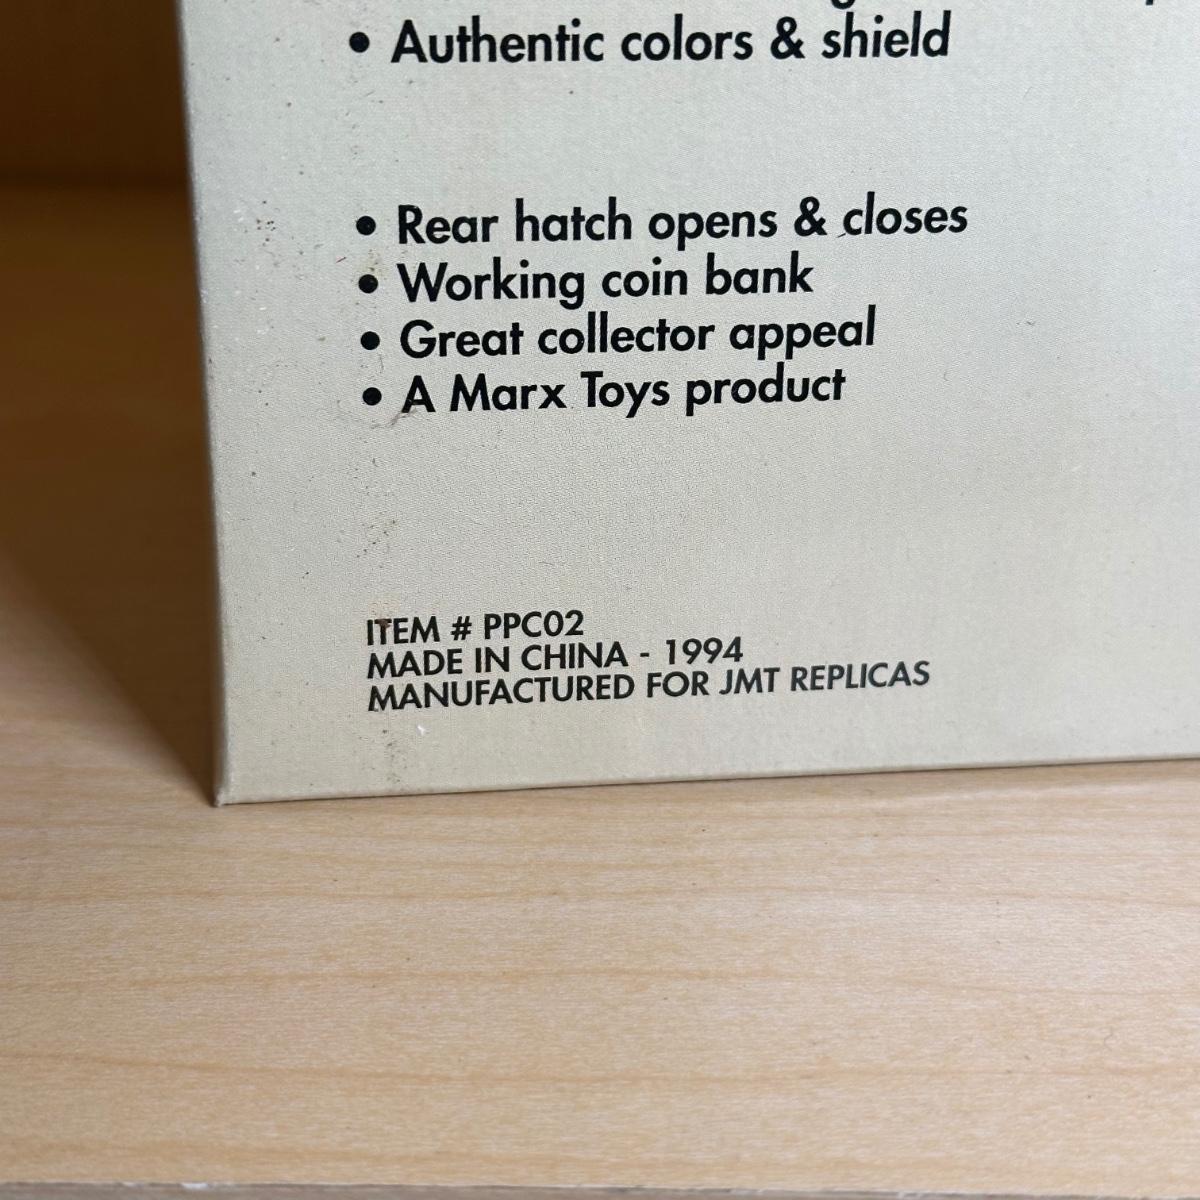 • Authentic colors & shield
• Rear hatch opens & closes
• Working coin bank
• Great collector appeal
• A Marx Toys product
ITEM # PPC02
MADE IN CHINA - 1994
MANUFACTURED FOR JMT REPLICAS